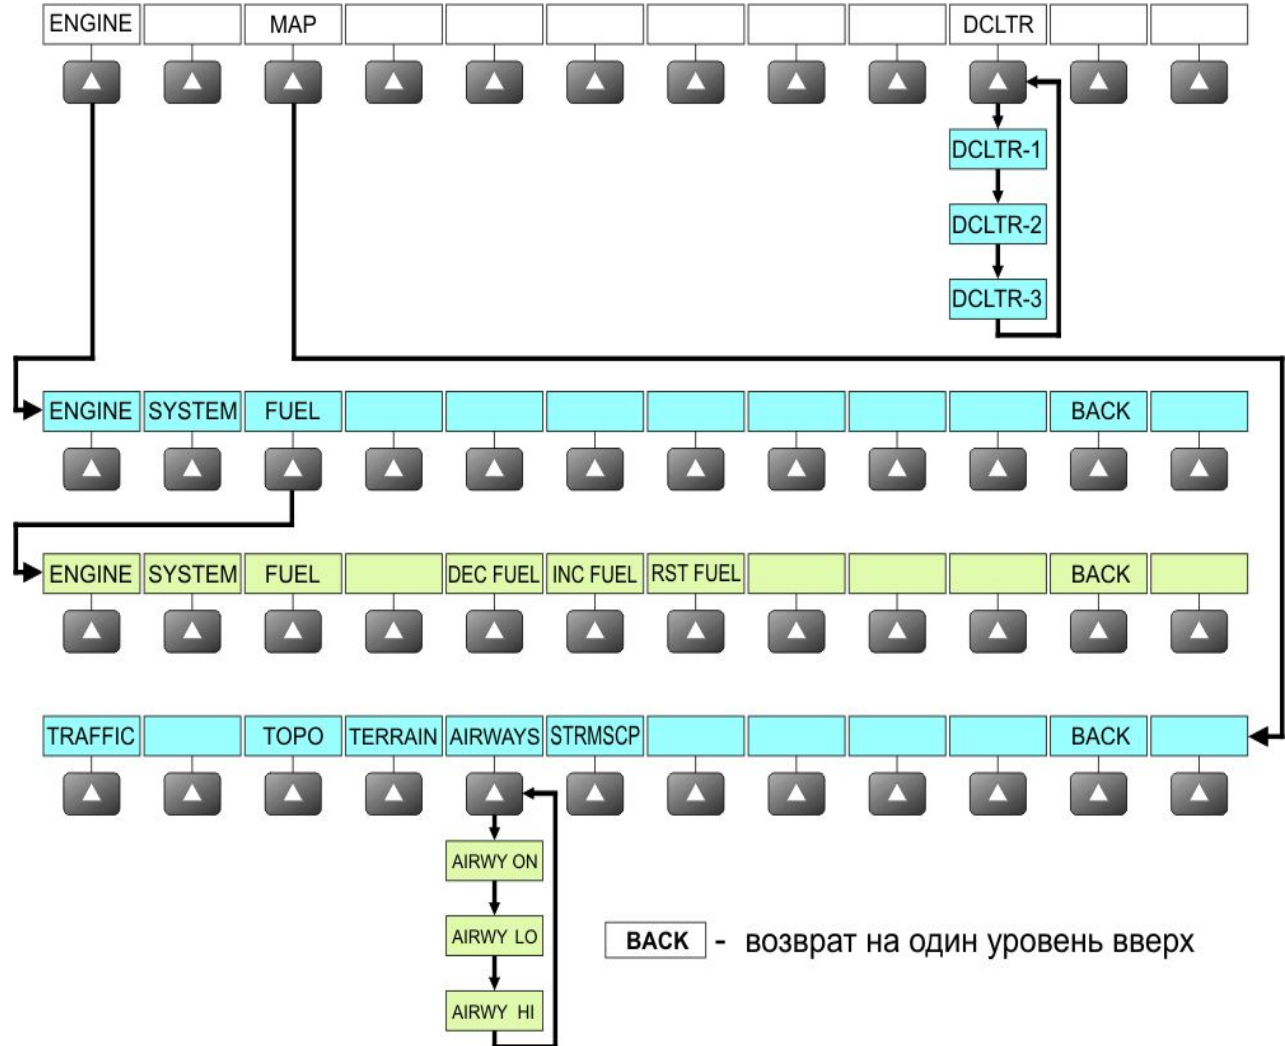 ENGINE MAP DCLTR
DCLTR-1
DCLTR-2
DCLTR-3
ENGINE SYSTEM FUEL BACK
ENGINE SYSTEM FUEL DEC FUEL INC FUEL RST FUEL BACK
TRAFFIC TOPO TERRAIN AIRWAYS STRMSCP BACK
AIRWY ON
AIRWY LO
BACK - возврат на один уровень вверх
AIRWY HI